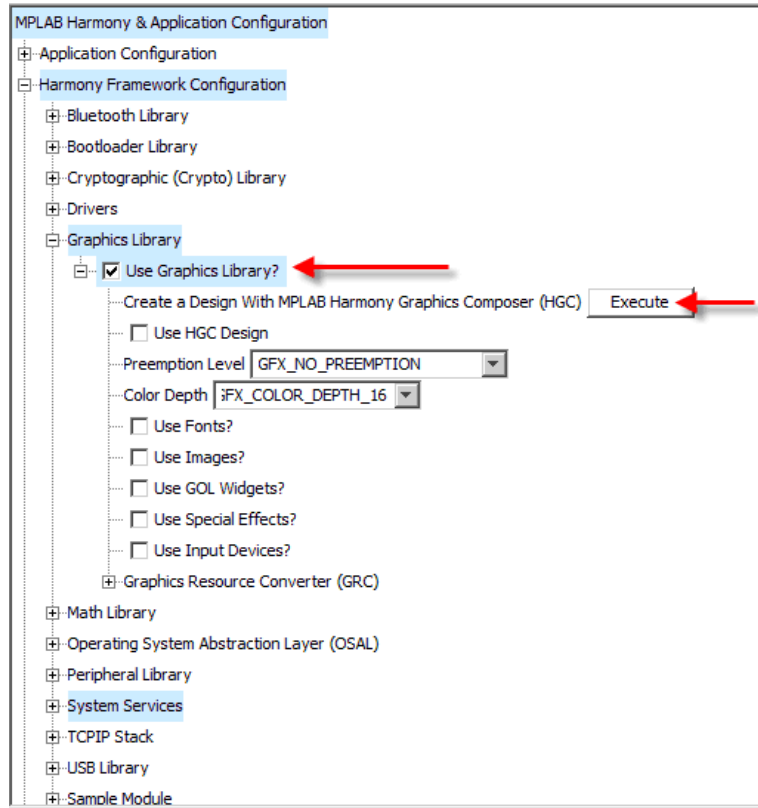 MPLAB Harmony & Application Configuration
Application Configuration
Harmony Framework Configuration
Bluetooth Library
Bootloader Library
Cryptographic (Crypto) Library
Drivers
Graphics Library
Use Graphics Library?
Create a Design With MPLAB Harmony Graphics Composer (HGC) Execute
Use HGC Design
Preemption Level GFX_NO_PREEMPTION
Color Depth GFX_COLOR_DEPTH_16
Use Fonts?
Use Images?
Use GOL Widgets?
Use Special Effects?
Use Input Devices?
Graphics Resource Converter (GRC)
Math Library
Operating System Abstraction Layer (OSAL)
Peripheral Library
System Services
TCPIP Stack
USB Library
Sample Module